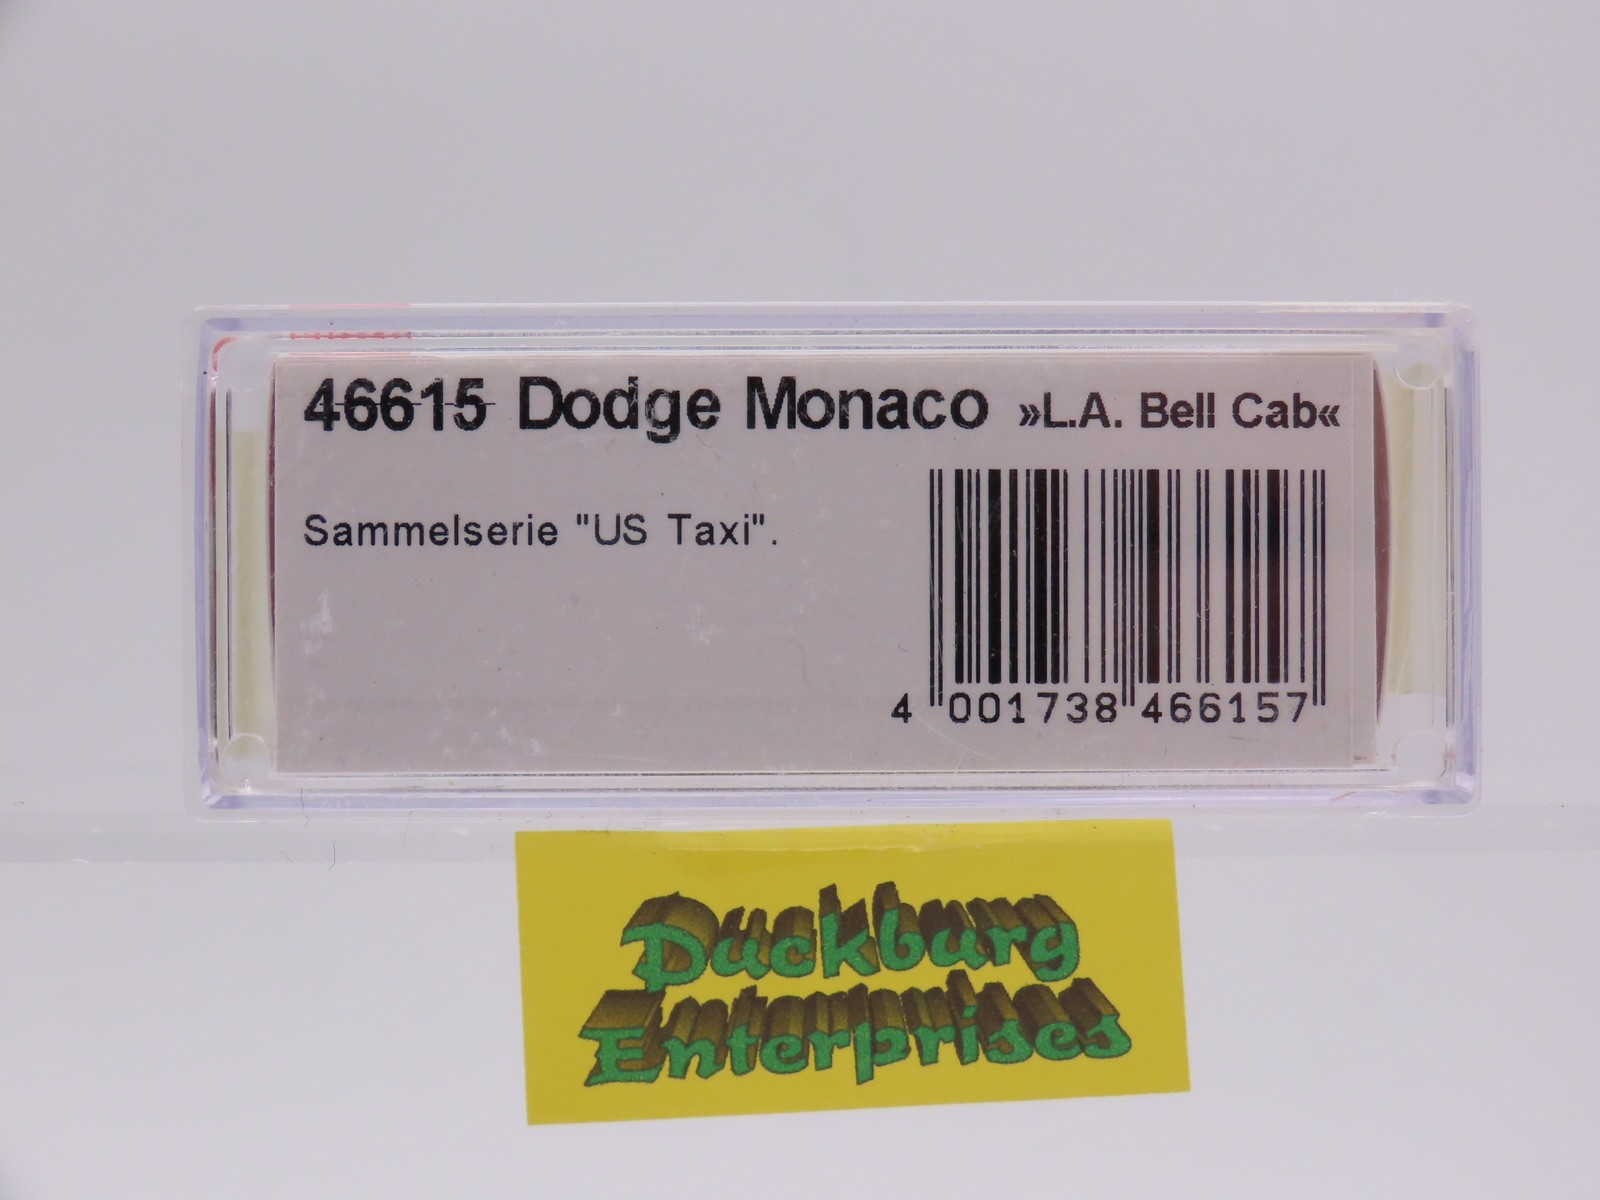 46615 Dodge Monaco »L.A. Bell Cab«
Sammelserie "US Taxi".
4 001738 466157
Duckburg
Enterprises